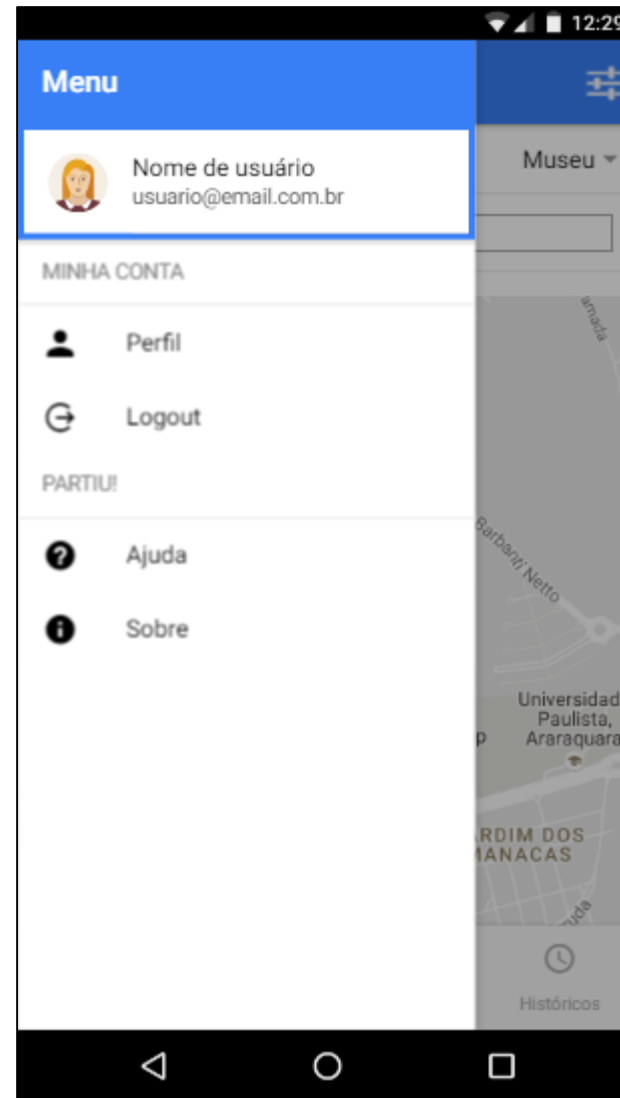 12:29
Menu
Nome de usuário
usuario@email.com.br
Museu
MINHA CONTA
Perfil
Logout
PARTIU!
Ajuda
Sobre
amada
Barbanti Netto
Universidad
Paulista,
p Araraquara
RDIM DOS
MANACAS
Históricos